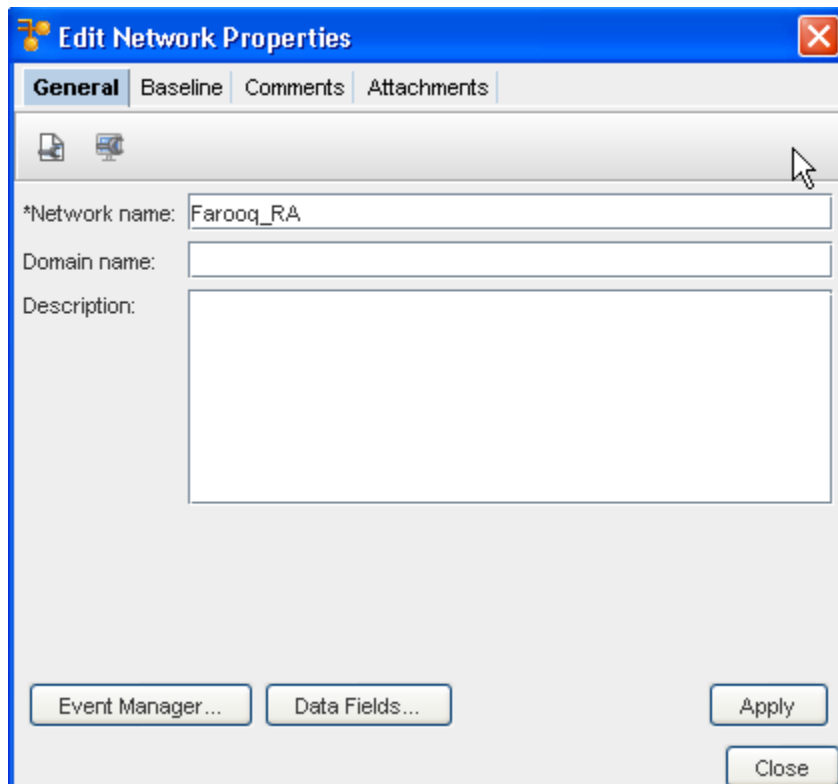 Edit Network Properties
General Baseline Comments Attachments
*Network name: Farooq_RA
Domain name:
Description:
Event Manager... Data Fields... Apply
Close